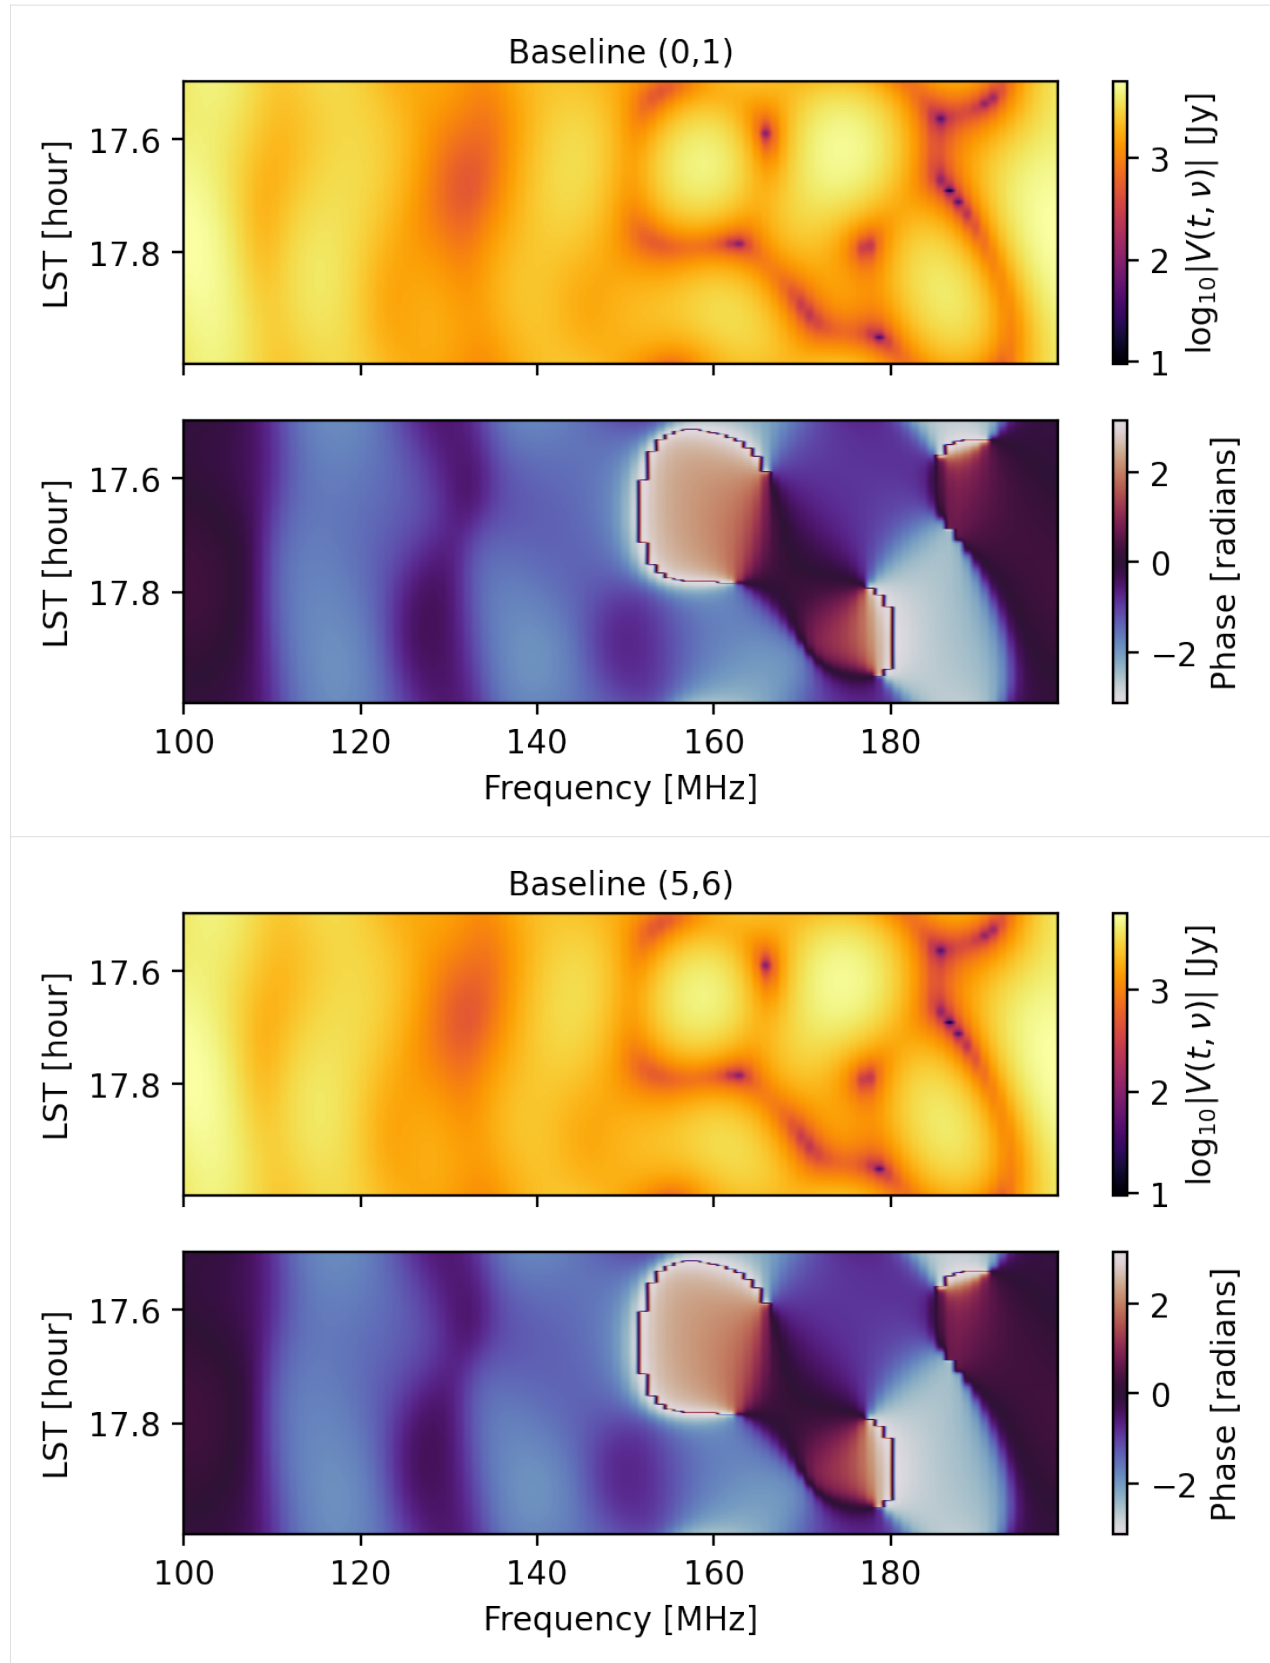 Baseline (0,1)
LST [hour]
17.6
17.8
3
2
1
log₁₀|V(t, ν)| [Jy]
LST [hour]
17.6
17.8
100
120
140
160
180
Frequency [MHz]
2
0
−2
Phase [radians]
Baseline (5,6)
LST [hour]
17.6
17.8
3
2
1
log₁₀|V(t, ν)| [Jy]
LST [hour]
17.6
17.8
100
120
140
160
180
Frequency [MHz]
2
0
−2
Phase [radians]